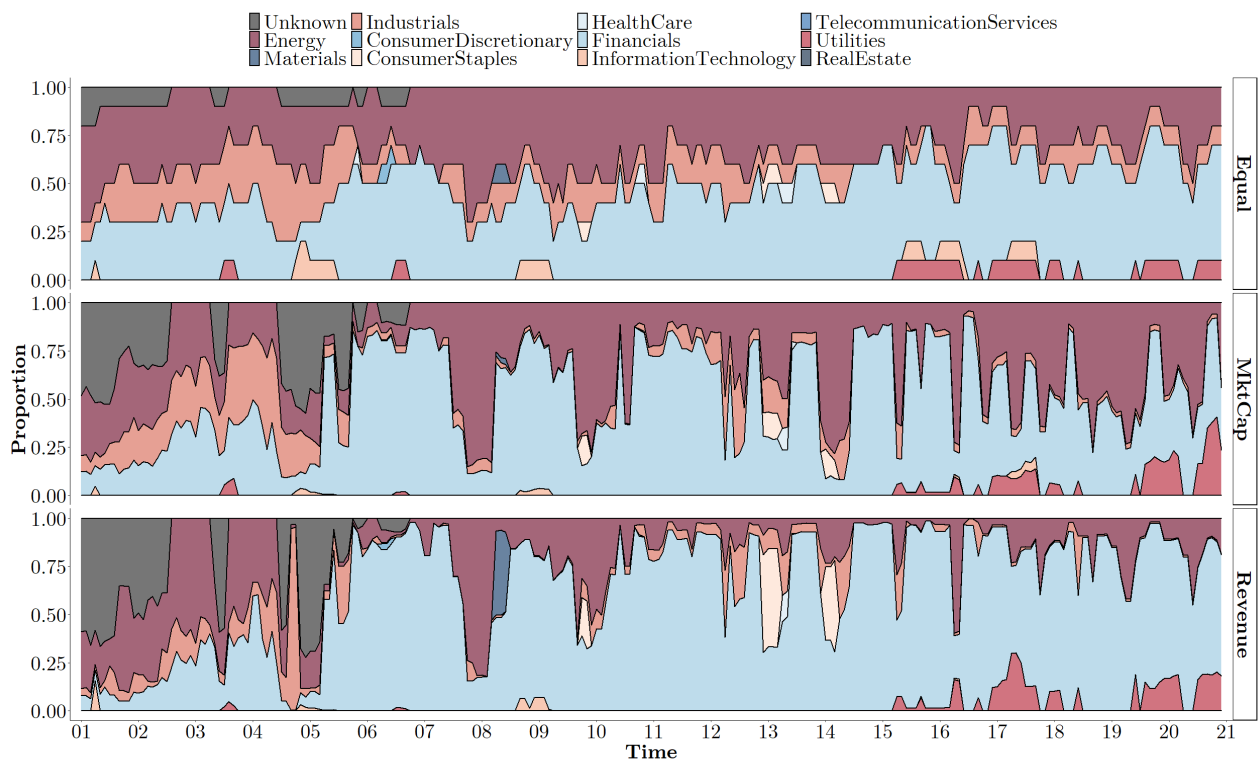 Unknown Industrials HealthCare TelecommunicationServices
Energy ConsumerDiscretionary Financials Utilities
Materials ConsumerStaples InformationTechnology RealEstate
1.00
0.75
0.50
0.25
0.00
Equal
1.00
0.75
0.50
0.25
0.00
MktCap
Proportion
1.00
0.75
0.50
0.25
0.00
Revenue
01 02 03 04 05 06 07 08 09 10 11 12 13 14 15 16 17 18 19 20 21
Time